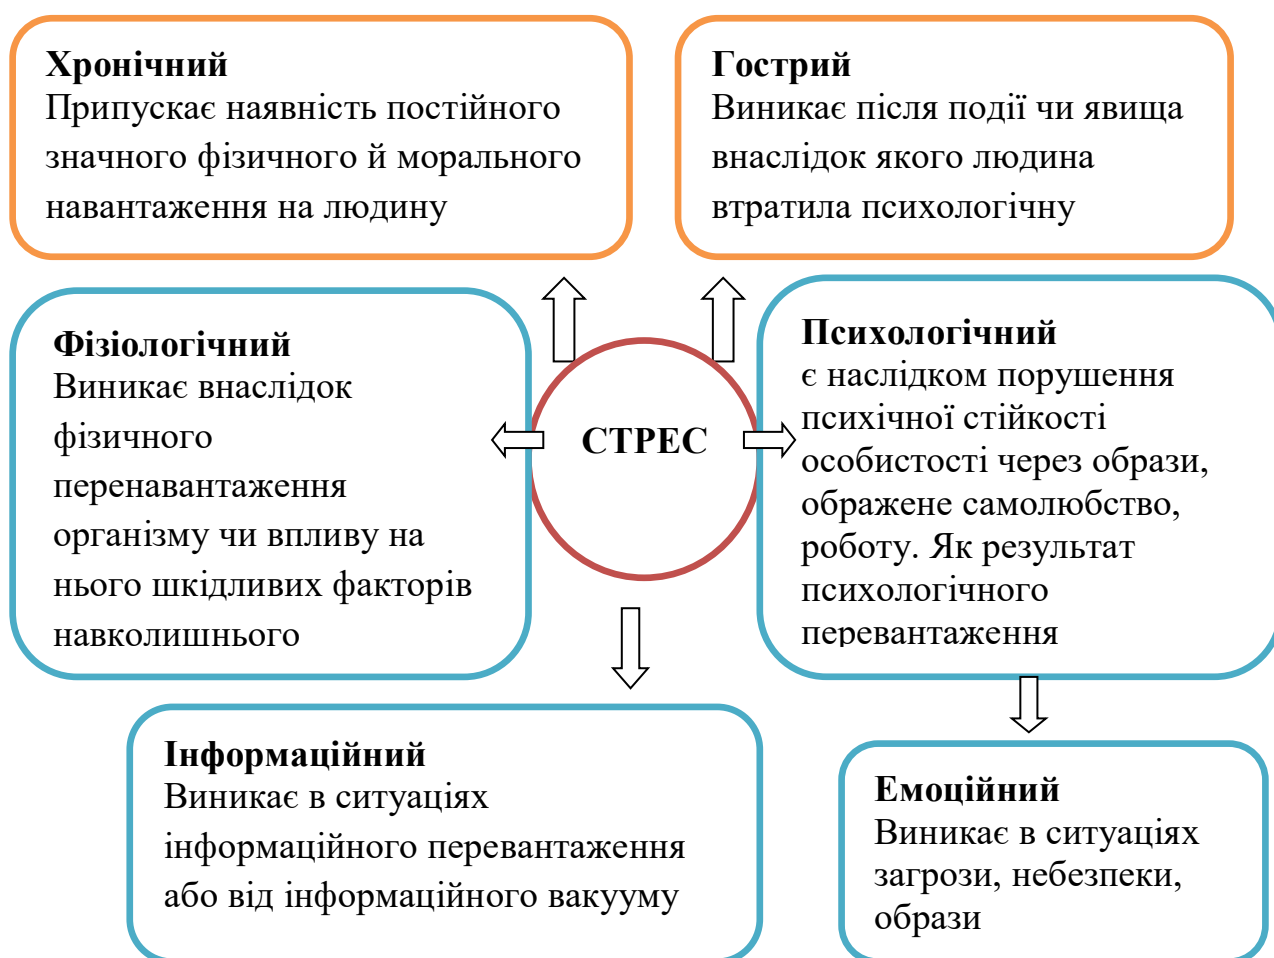 Хронічний
Припускає наявність постійного
значного фізичного й морального
навантаження на людину
Гострий
Виникає після події чи явища
внаслідок якого людина
втратила психологічну
Фізіологічний
Виникає внаслідок
фізичного
перенавантаження
організму чи впливу на
нього шкідливих факторів
навколишнього
СТРЕС
Психологічний
є наслідком порушення
психічної стійкості
особистості через образи,
ображене самолюбство,
роботу. Як результат
психологічного
перевантаження
Інформаційний
Виникає в ситуаціях
інформаційного перевантаження
або від інформаційного вакууму
Емоційний
Виникає в ситуаціях
загрози, небезпеки,
образи